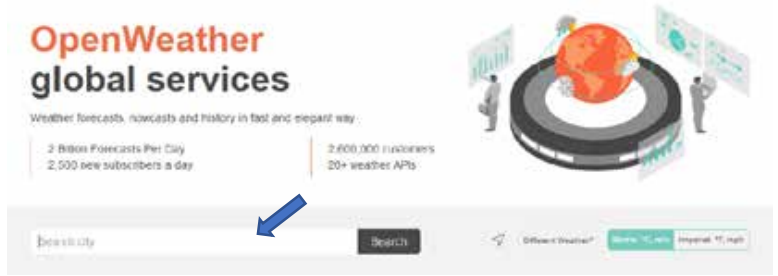 OpenWeather
global services
Weather forecasts, nowcasts and history in fast and elegant way
2 Billion Forecasts Per Day
2,500 new subscribers a day
2,600,000 customers
20+ weather APIs
Search city
Search
Different Weather?
Metric: °C, m/s
Imperial: °F, mph